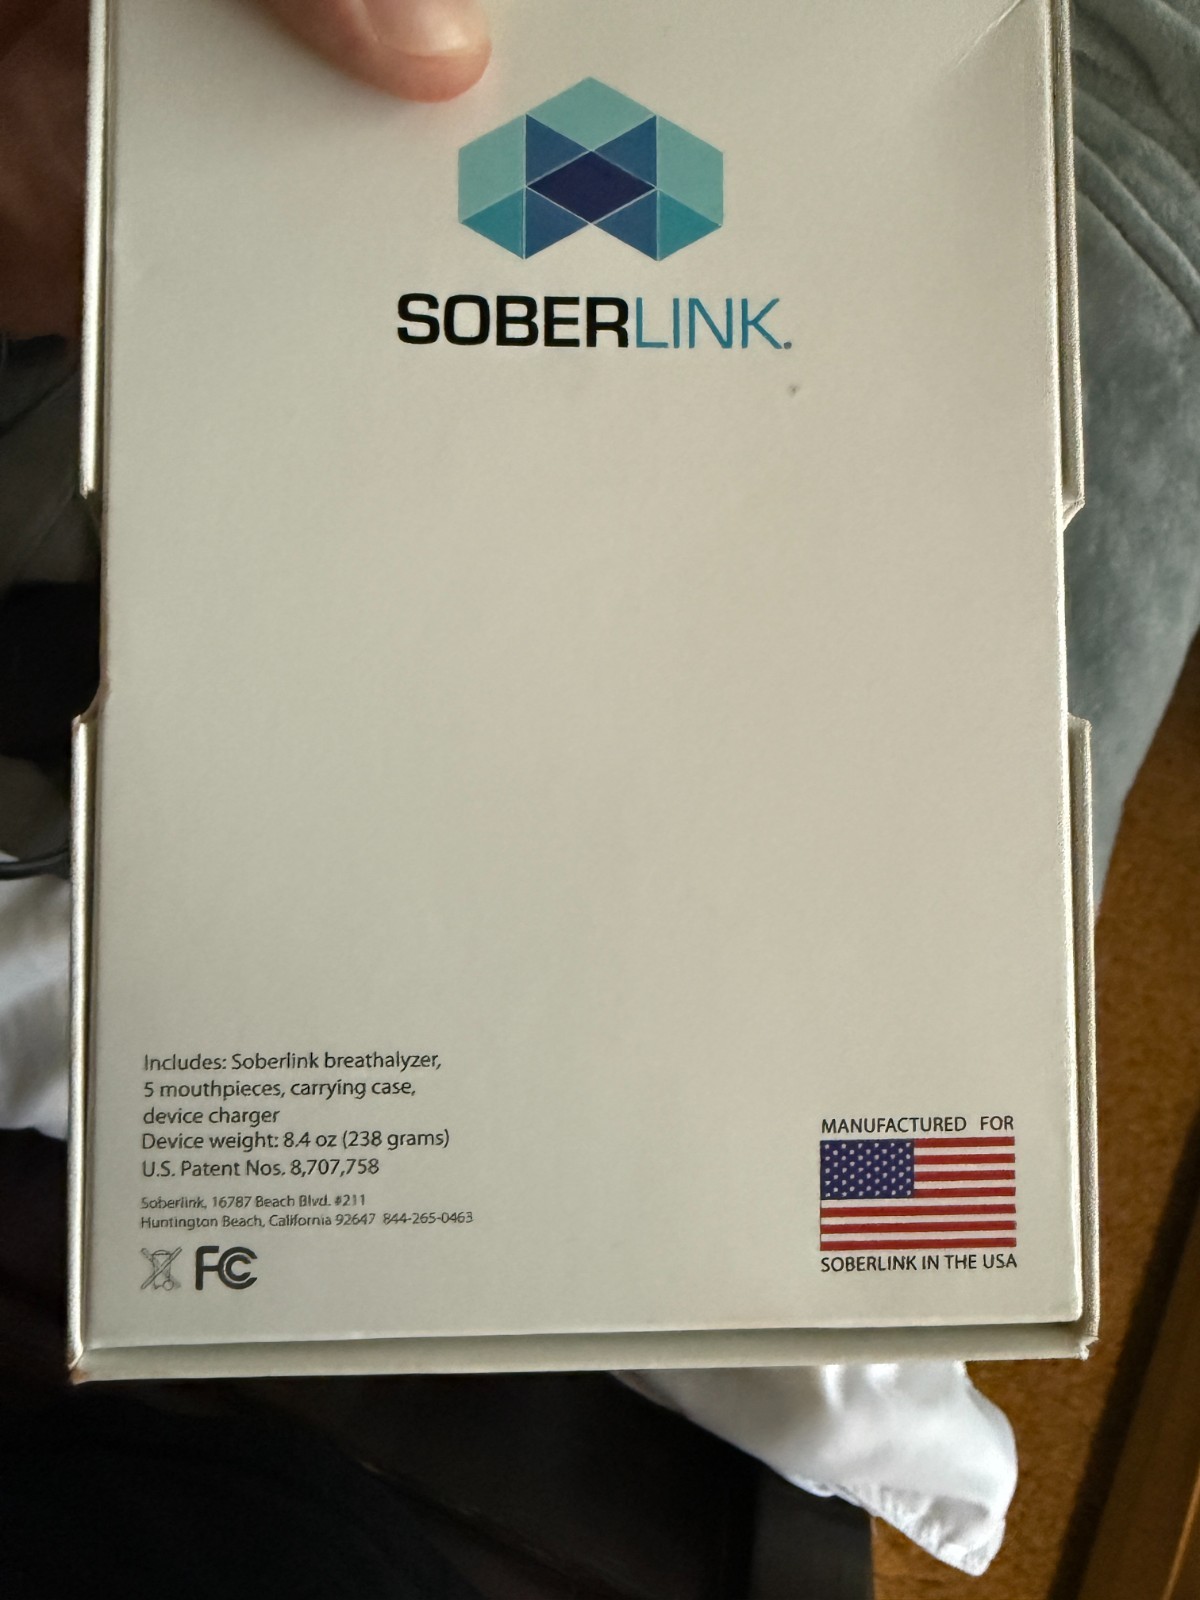 SOBERLINK.
Includes: Soberlink breathalyzer,
5 mouthpieces, carrying case,
device charger
Device weight: 8.4 oz (238 grams)
U.S. Patent Nos. 8,707,758
Soberlink, 16787 Beach Blvd. #211
Huntington Beach, California 92647 844-265-0463
FC
MANUFACTURED FOR
SOBERLINK IN THE USA